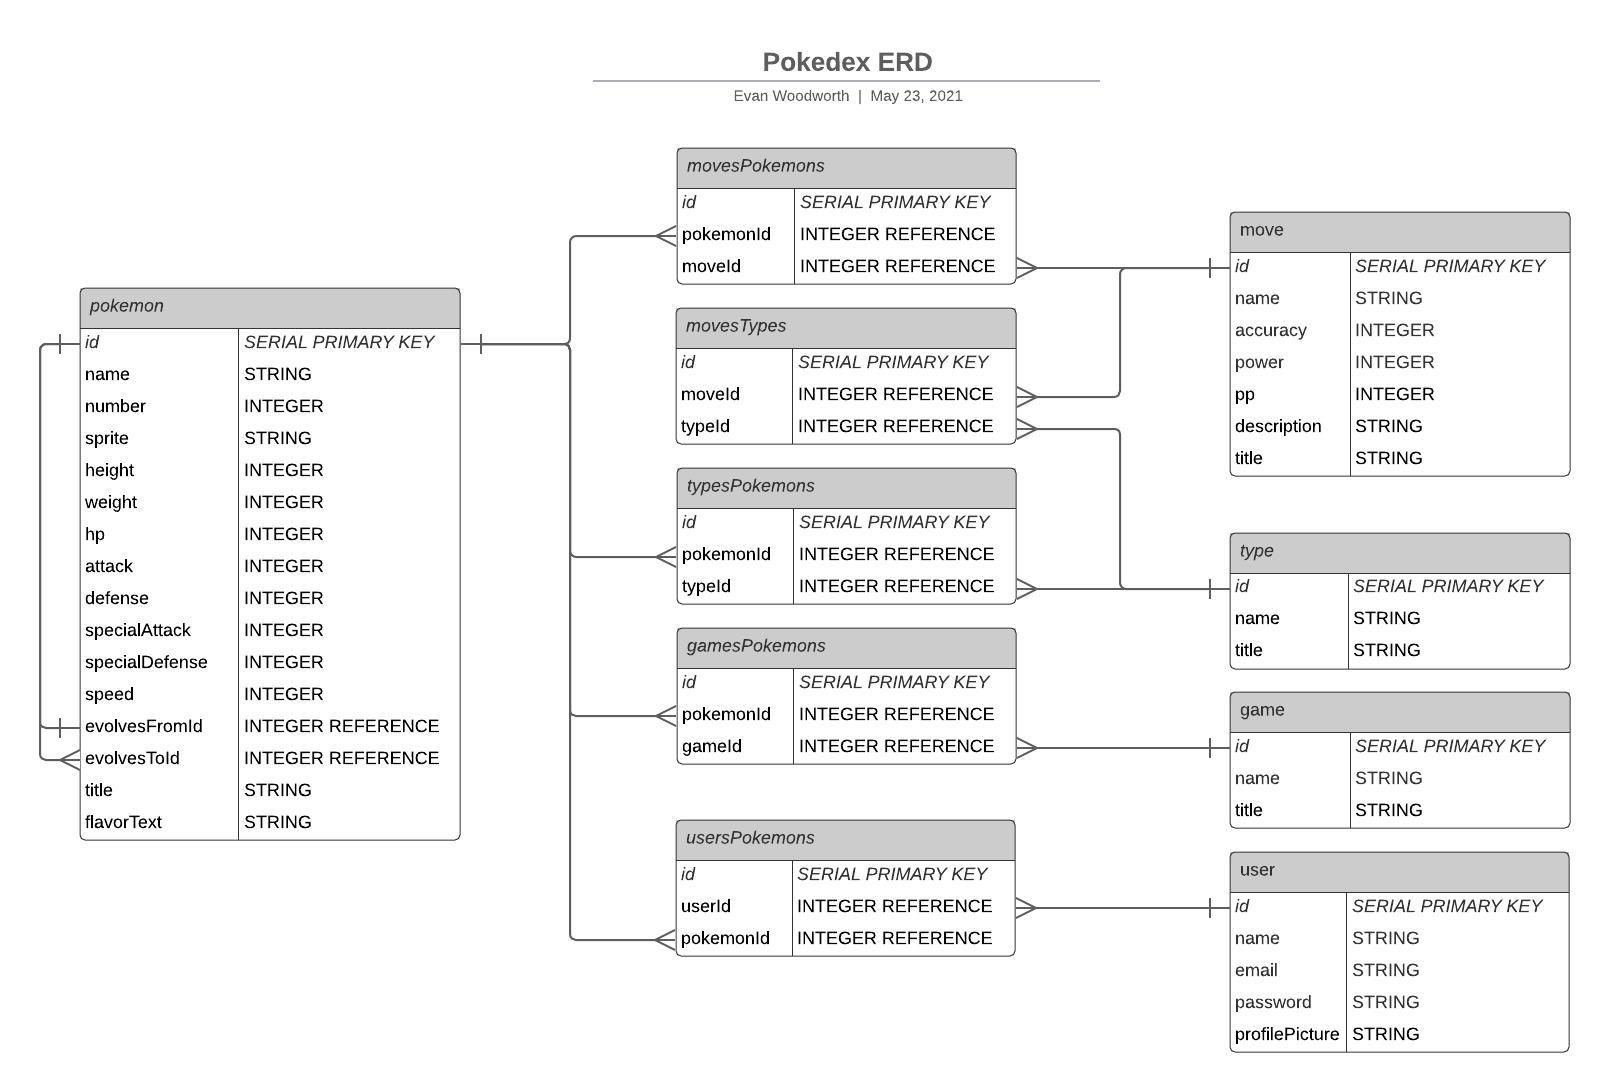 Pokedex ERD
Evan Woodworth | May 23, 2021
pokemon
id SERIAL PRIMARY KEY
name STRING
number INTEGER
sprite STRING
height INTEGER
weight INTEGER
hp INTEGER
attack INTEGER
defense INTEGER
specialAttack INTEGER
specialDefense INTEGER
speed INTEGER
evolvesFromId INTEGER REFERENCE
evolvesToId INTEGER REFERENCE
title STRING
flavorText STRING
movesPokemons
id SERIAL PRIMARY KEY
pokemonId INTEGER REFERENCE
moveId INTEGER REFERENCE
movesTypes
id SERIAL PRIMARY KEY
moveId INTEGER REFERENCE
typeId INTEGER REFERENCE
typesPokemons
id SERIAL PRIMARY KEY
pokemonId INTEGER REFERENCE
typeId INTEGER REFERENCE
gamesPokemons
id SERIAL PRIMARY KEY
pokemonId INTEGER REFERENCE
gameId INTEGER REFERENCE
usersPokemons
id SERIAL PRIMARY KEY
userId INTEGER REFERENCE
pokemonId INTEGER REFERENCE
move
id SERIAL PRIMARY KEY
name STRING
accuracy INTEGER
power INTEGER
pp INTEGER
description STRING
title STRING
type
id SERIAL PRIMARY KEY
name STRING
title STRING
game
id SERIAL PRIMARY KEY
name STRING
title STRING
user
id SERIAL PRIMARY KEY
name STRING
email STRING
password STRING
profilePicture STRING